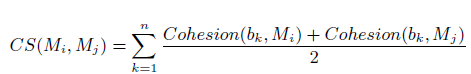 CS(M_i, M_j) = \sum_{k=1}^{n} \frac{Cohesion(b_k, M_i) + Cohesion(b_k, M_j)}{2}